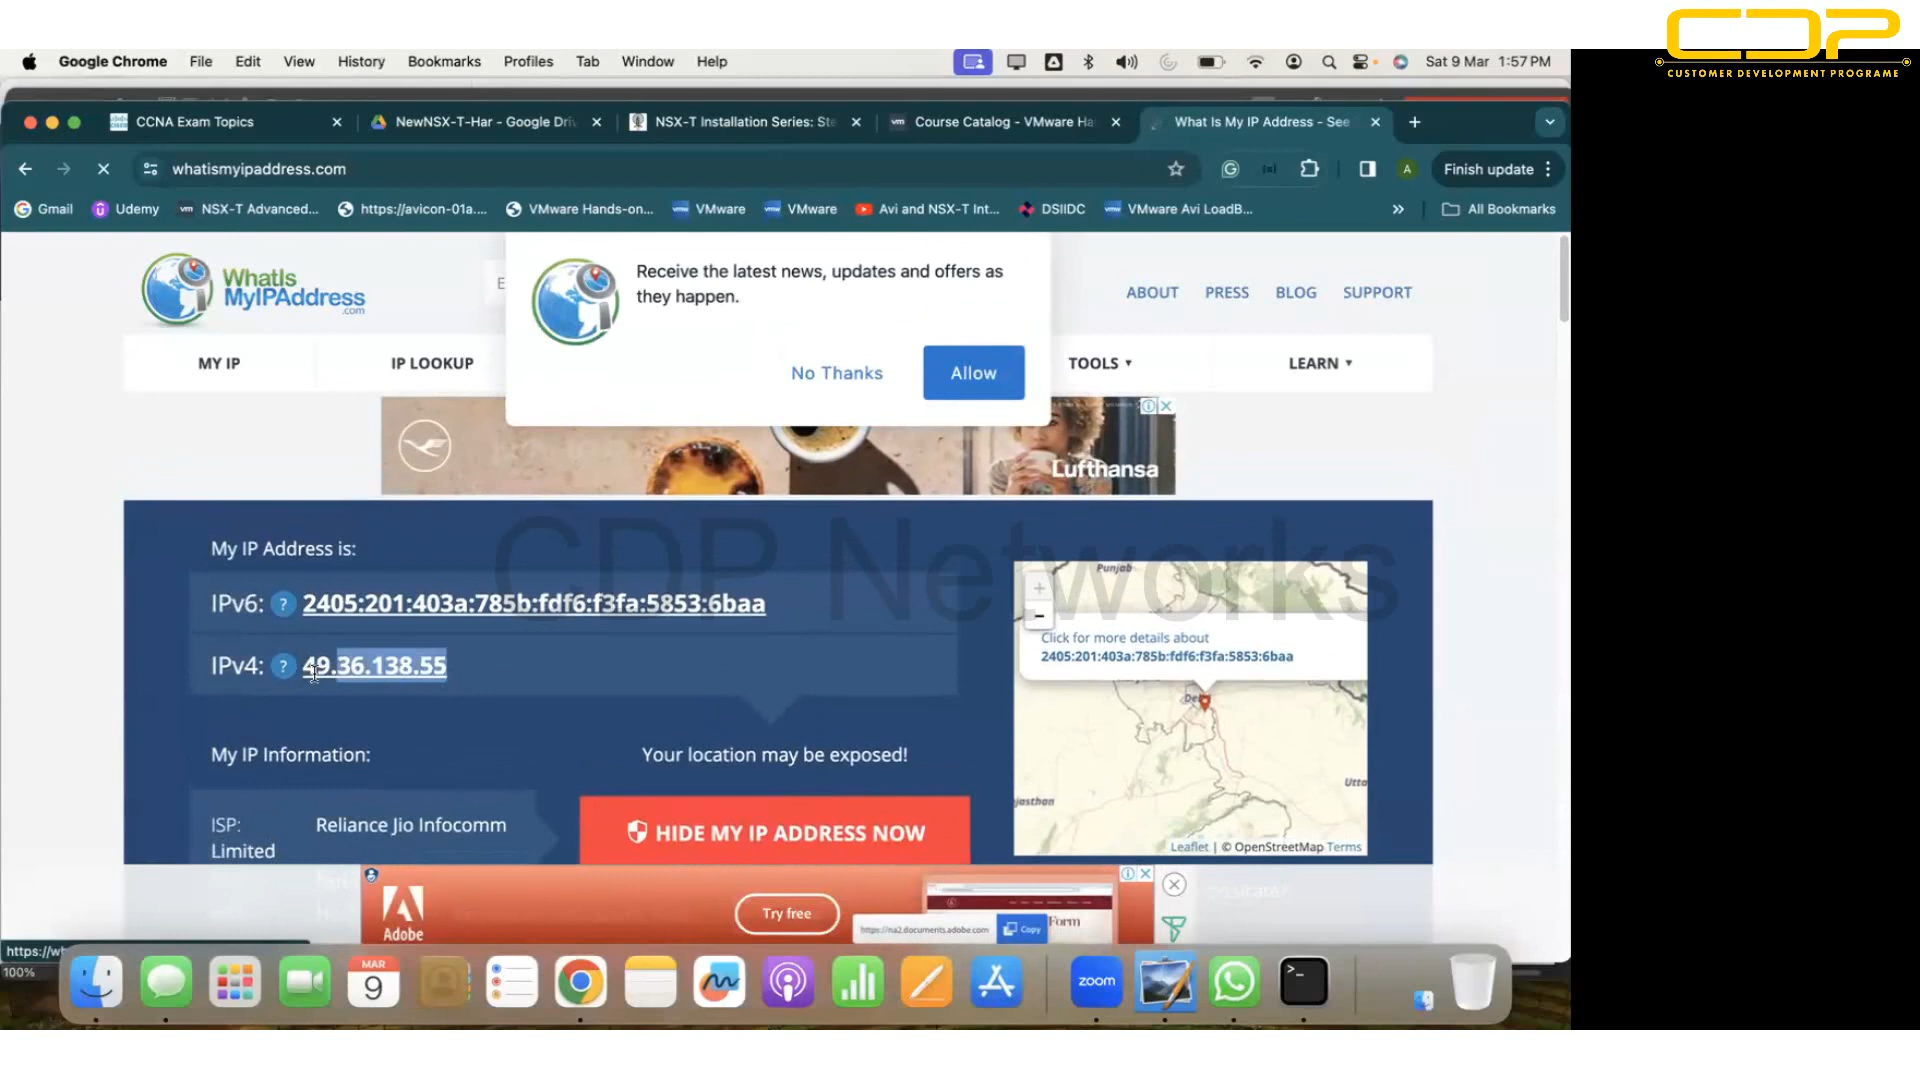 CDP
CUSTOMER DEVELOPMENT PROGRAME
Google Chrome File Edit View History Bookmarks Profiles Tab Window Help Sat 9 Mar 1:57 PM
CCNA Exam Topics NewNSX-T-Har - Google Driv NSX-T Installation Series: Ste Course Catalog - VMware Ha What Is My IP Address - See
whatismyipaddress.com A Finish update
Gmail Udemy NSX-T Advanced... https://avicon-01a.... VMware Hands-on... VMware VMware Avi and NSX-T Int... DSIIDC VMware Avi LoadB... » All Bookmarks
WhatIs
MyIPAddress
.com
Receive the latest news, updates and offers as
they happen.
No Thanks Allow
ABOUT PRESS BLOG SUPPORT
MY IP IP LOOKUP TOOLS LEARN
Lufthansa
CDP Networks
My IP Address is:
IPv6: ? 2405:201:403a:785b:fdf6:f3fa:5853:6baa
IPv4: ? 49.36.138.55
Punjab
+
-
Click for more details about
2405:201:403a:785b:fdf6:f3fa:5853:6baa
Leaflet | © OpenStreetMap Terms
My IP Information: Your location may be exposed!
ISP: Reliance Jio Infocomm
Limited
HIDE MY IP ADDRESS NOW
Adobe
Try free
https://na2.documents.adobe.com Copy
Form
100%
MAR
9
zoom
>_